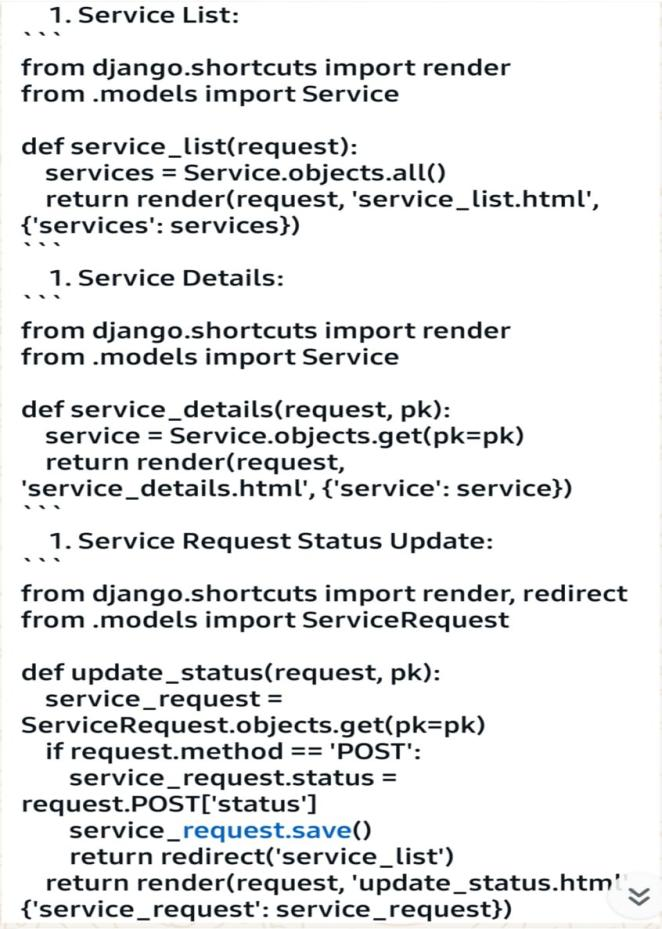 1. Service List:
```
from django.shortcuts import render
from .models import Service
def service_list(request):
services = Service.objects.all()
return render(request, 'service_list.html',
{'services': services})
```
1. Service Details:
```
from django.shortcuts import render
from .models import Service
def service_details(request, pk):
service = Service.objects.get(pk=pk)
return render(request,
'service_details.html', {'service': service})
```
1. Service Request Status Update:
```
from django.shortcuts import render, redirect
from .models import ServiceRequest
def update_status(request, pk):
service_request =
ServiceRequest.objects.get(pk=pk)
if request.method == 'POST':
service_request.status =
request.POST['status']
service_request.save()
return redirect('service_list')
return render(request, 'update_status.html'
{'service_request': service_request})